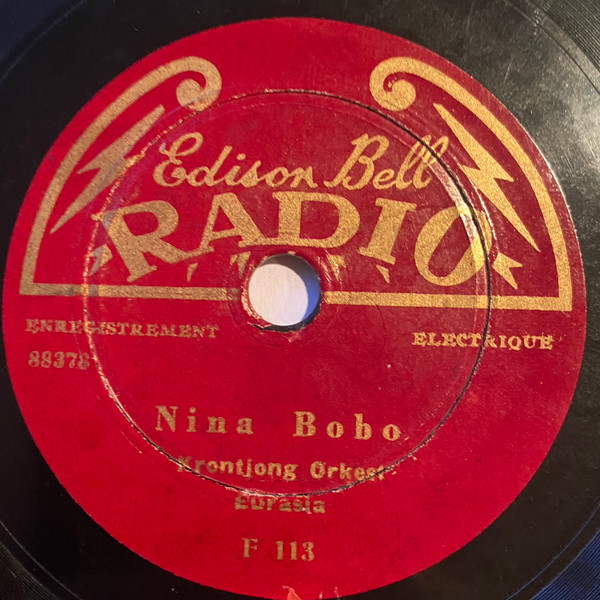 Edison Bell
RADIO
ENREGISTREMENT ELECTRIQUE
88378
Nina Bobo
Krontjong Orkest
Eurasia
F 113